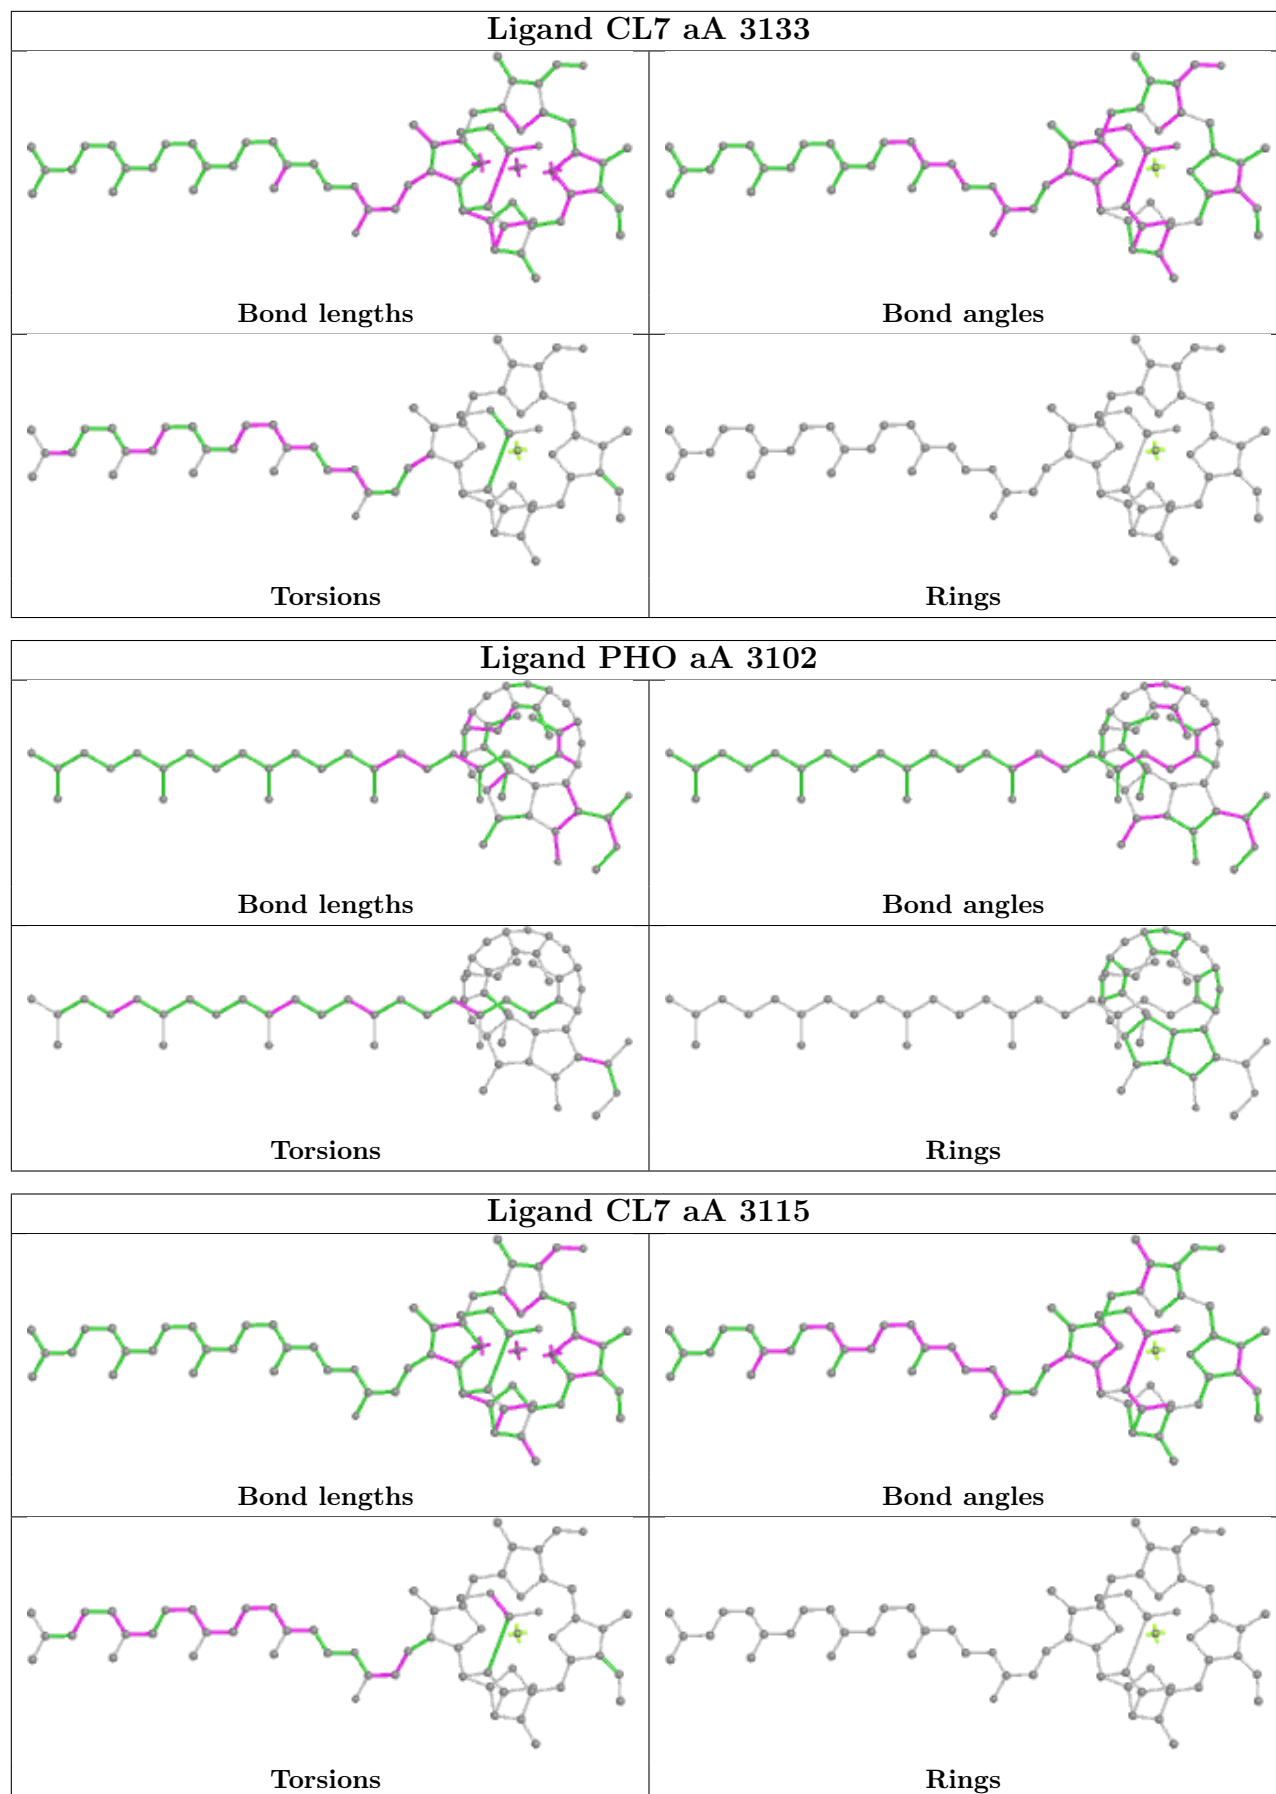 Ligand CL7 aA 3133
Bond lengths
Bond angles
Torsions
Rings
Ligand PHO aA 3102
Bond lengths
Bond angles
Torsions
Rings
Ligand CL7 aA 3115
Bond lengths
Bond angles
Torsions
Rings